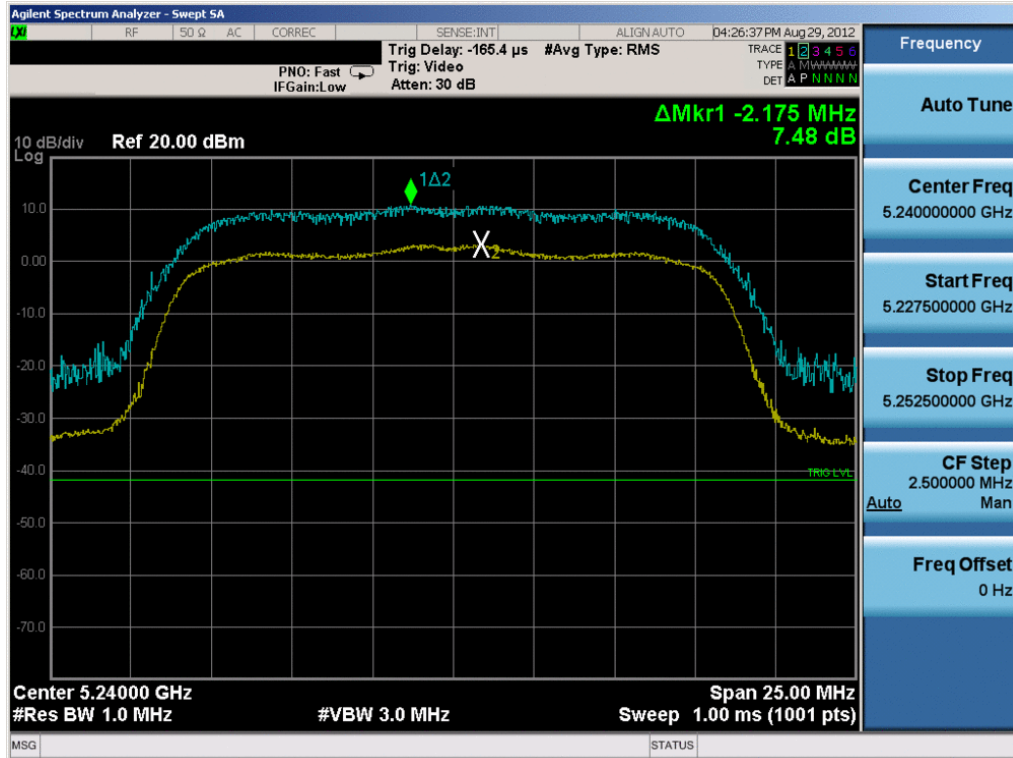 Agilent Spectrum Analyzer - Swept SA
LXI RF 50 Ω AC CORREC SENSE:INT ALIGN AUTO 04:26:37 PM Aug 29, 2012
Trig Delay: -165.4 µs #Avg Type: RMS TRACE 1 2 3 4 5 6
PNO: Fast Trig: Video TYPE A M W W W W
IFGain:Low Atten: 30 dB DET A P N N N N
ΔMkr1 -2.175 MHz
7.48 dB
10 dB/div Ref 20.00 dBm
Log
1Δ2
10.0
2
0.00
-10.0
-20.0
-30.0
-40.0
TRIG LVL
-50.0
-60.0
-70.0
Center 5.24000 GHz Span 25.00 MHz
#Res BW 1.0 MHz #VBW 3.0 MHz Sweep 1.00 ms (1001 pts)
MSG STATUS
Frequency
Auto Tune
Center Freq
5.240000000 GHz
Start Freq
5.227500000 GHz
Stop Freq
5.252500000 GHz
CF Step
2.500000 MHz
Auto Man
Freq Offset
0 Hz